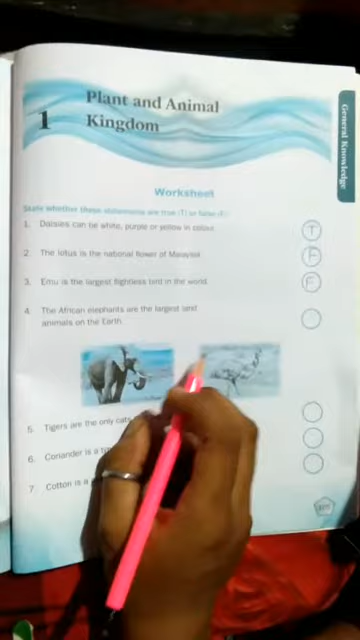 Plant and Animal
1 Kingdom
General Knowledge
Worksheet
State whether these statements are true (T) or false (F).
1. Daisies can be white, purple or yellow in colour. T
2. The lotus is the national flower of Malaysia. F
3. Emu is the largest flightless bird in the world. F
4. The African elephants are the largest land
animals on the Earth.
5. Tigers are the only cats
6. Coriander is a
7. Cotton is a